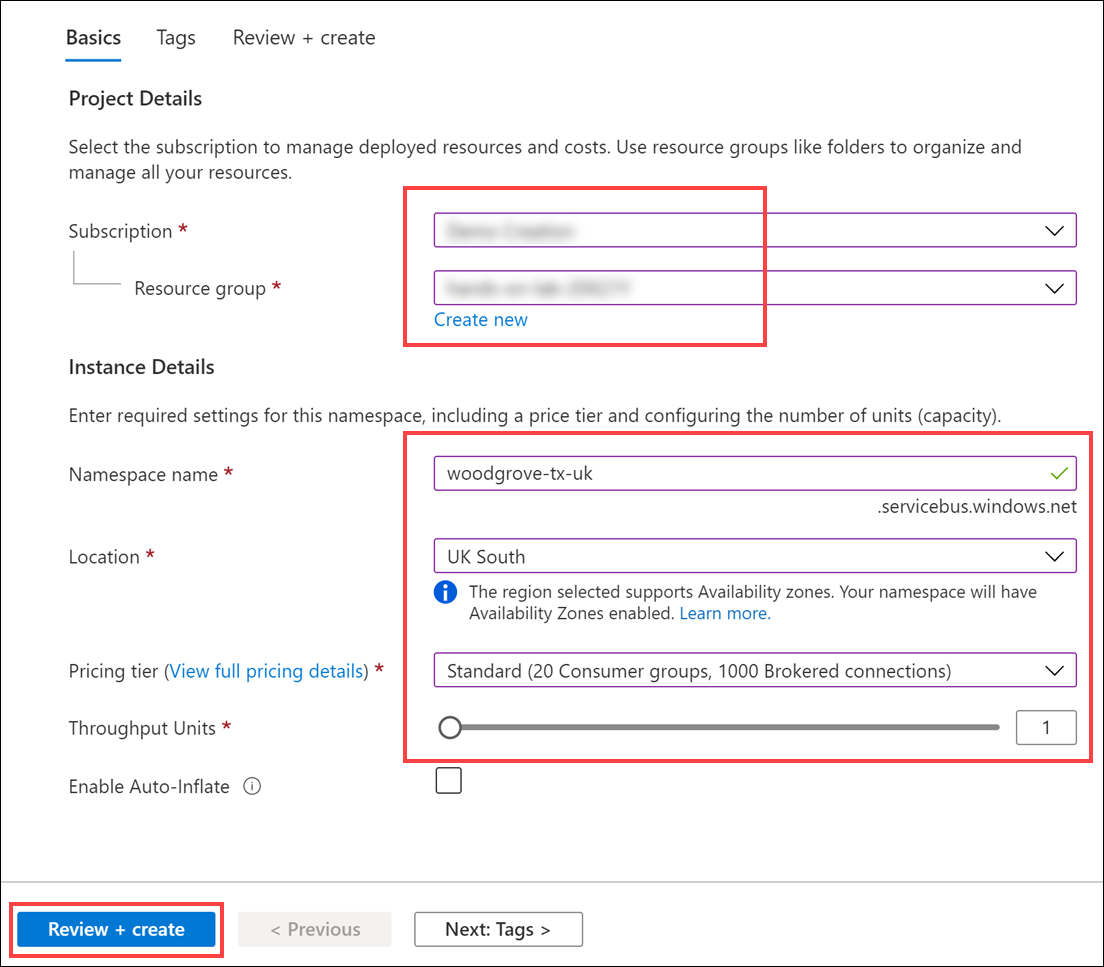 Basics Tags Review + create
Project Details
Select the subscription to manage deployed resources and costs. Use resource groups like folders to organize and
manage all your resources.
Subscription *
Resource group *
Create new
Instance Details
Enter required settings for this namespace, including a price tier and configuring the number of units (capacity).
Namespace name * woodgrove-tx-uk
.servicebus.windows.net
Location * UK South
The region selected supports Availability zones. Your namespace will have
Availability Zones enabled. Learn more.
Pricing tier (View full pricing details) * Standard (20 Consumer groups, 1000 Brokered connections)
Throughput Units * 1
Enable Auto-Inflate
Review + create < Previous Next: Tags >